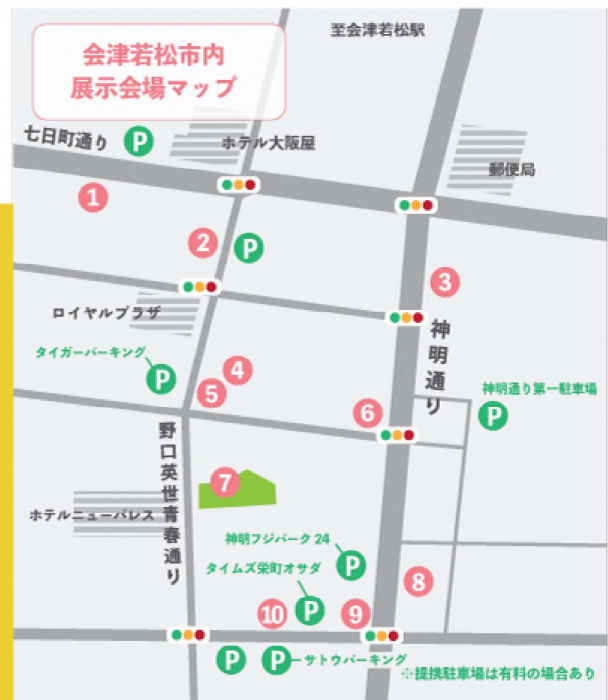 会津若松市内
展示会場マップ
至会津若松駅
七日町通り
P
ホテル大阪屋
郵便局
1
2
P
3
ロイヤルプラザ
神明通り
タイガーパーキング
P
4
5
6
神明通り第一駐車場
P
野口英世青春通り
7
ホテルニューパレス
神明フジパーク24
P
タイムズ栄町オサダ
P
8
10
9
P
P
サトウパーキング
※提携駐車場は有料の場合あり